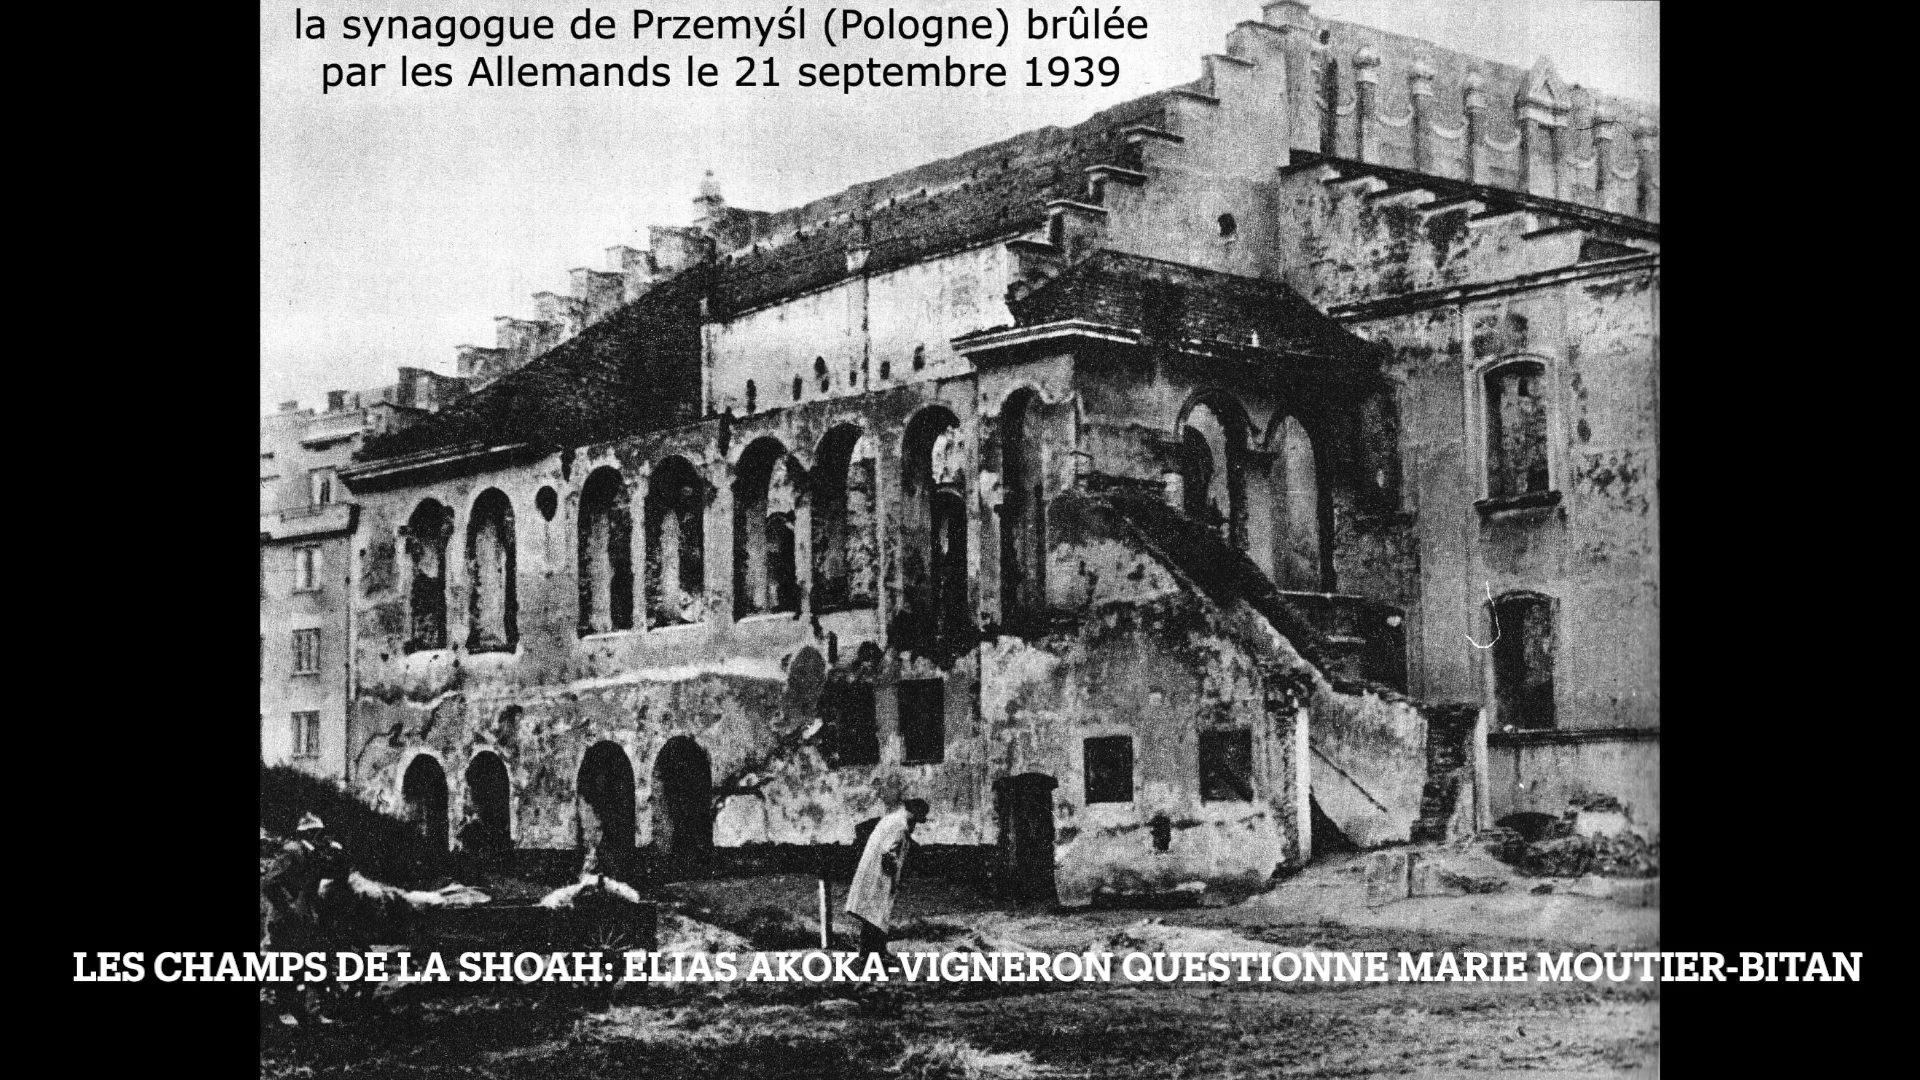 la synagogue de Przemyśl (Pologne) brûlée
par les Allemands le 21 septembre 1939
LES CHAMPS DE LA SHOAH: ELIAS AKOKA-VIGNERON QUESTIONNE MARIE MOUTIER-BITAN